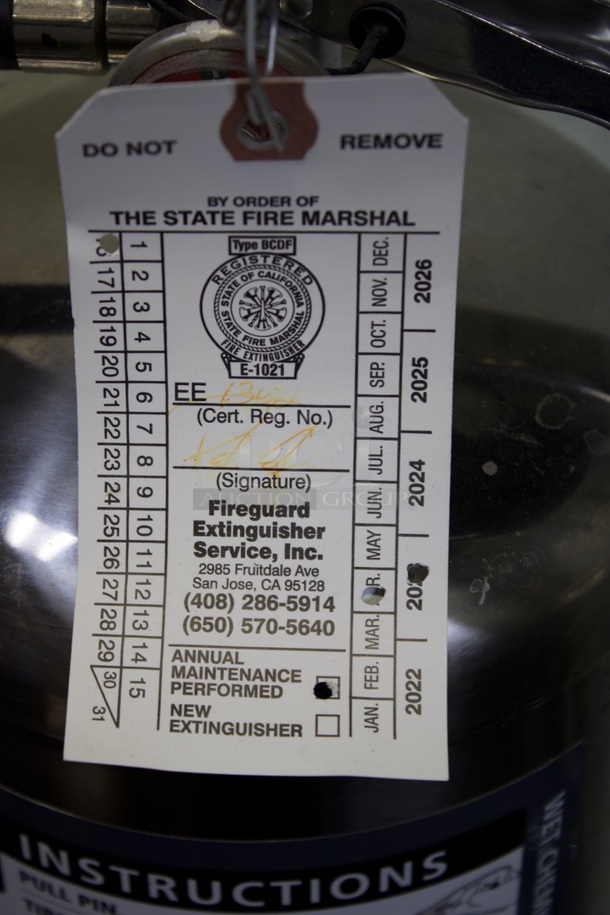 DO NOT REMOVE
BY ORDER OF
THE STATE FIRE MARSHAL
Type BCDF
REGISTERED
STATE OF CALIFORNIA
STATE FIRE MARSHAL
FIRE EXTINGUISHER
E-1021
EE
(Cert. Reg. No.)
(Signature)
Fireguard
Extinguisher
Service, Inc.
2985 Fruitdale Ave
San Jose, CA 95128
(408) 286-5914
(650) 570-5640
ANNUAL
MAINTENANCE
PERFORMED
NEW
EXTINGUISHER
17 18 19 20 21 22 23 24 25 26 27 28 29 30
31
1 2 3 4 5 6 7 8 9 10 11 12 13 14 15
JAN. FEB. MAR. MAY JUN. JUL. AUG. SEP. OCT. NOV. DEC.
2022 2024 2025 2026
AUCTION GROUP
INSTRUCTIONS
PULL PIN